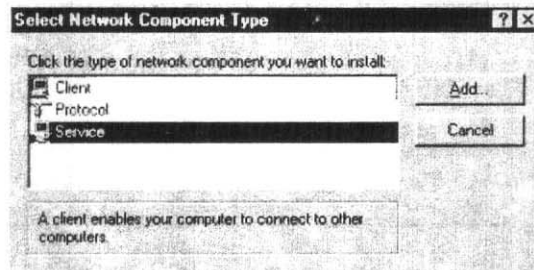 Select Network Component Type
Click the type of network component you want to install:
Client
Add...
Protocol
Service
Cancel
A client enables your computer to connect to other
computers.